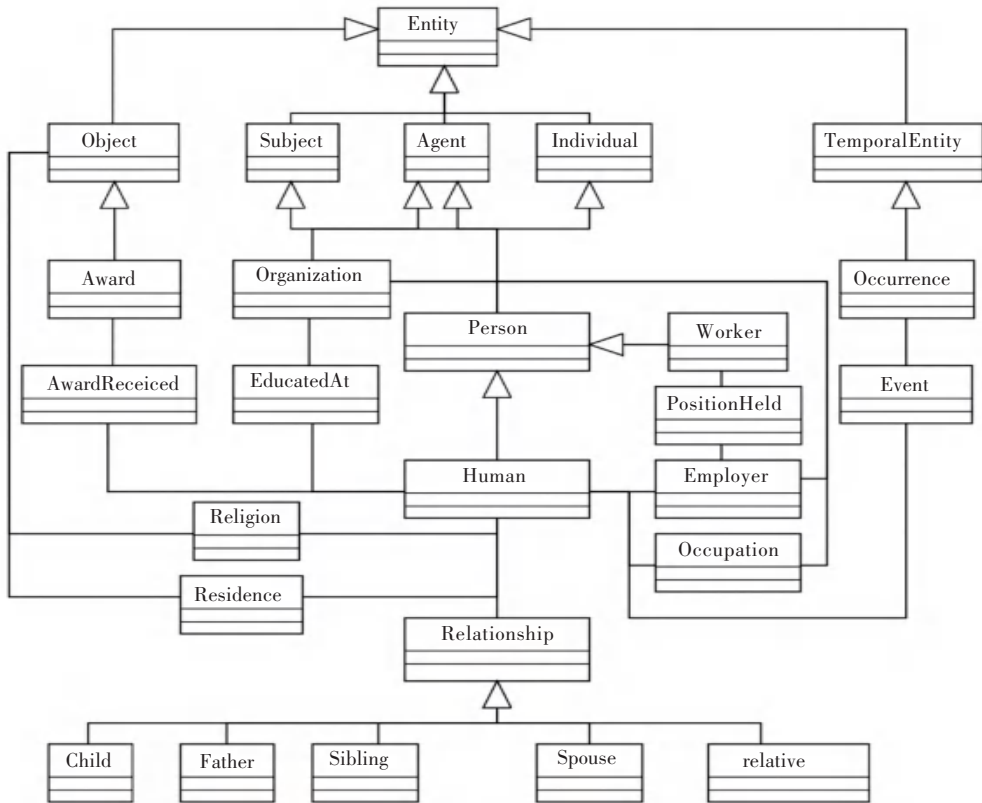 Entity
Object
Subject
Agent
Individual
TemporalEntity
Award
Organization
Occurrence
Person
Worker
AwardReceiced
EducatedAt
PositionHeld
Event
Human
Employer
Religion
Occupation
Residence
Relationship
Child
Father
Sibling
Spouse
relative